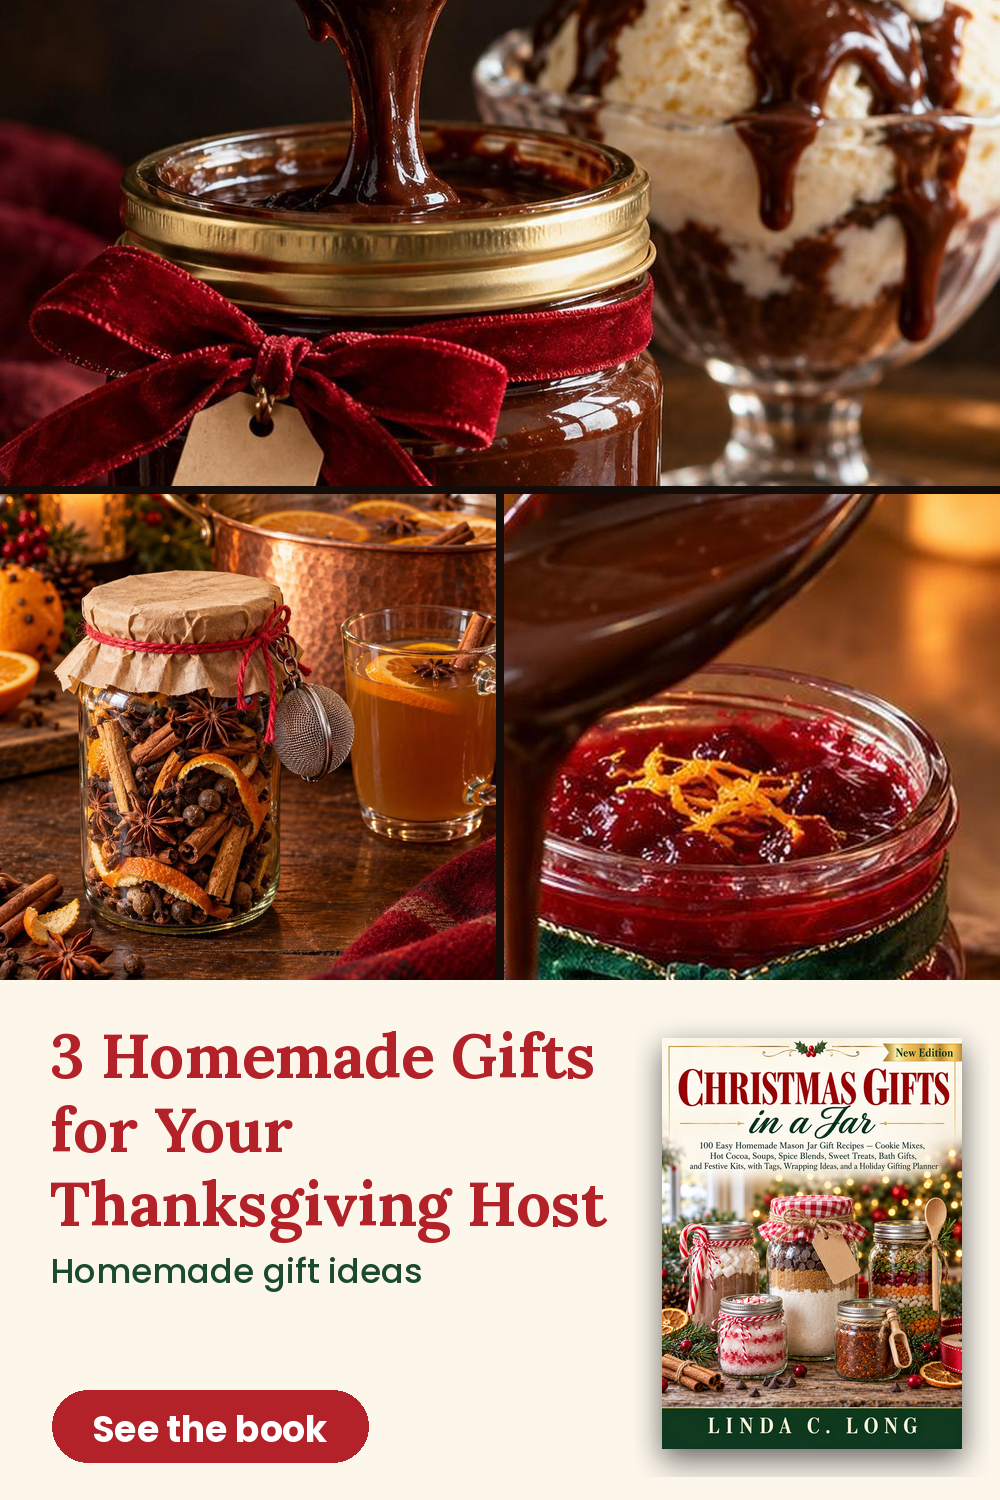 3 Homemade Gifts
for Your
Thanksgiving Host
Homemade gift ideas
See the book
New Edition
CHRISTMAS GIFTS
in a Jar
100 Easy Homemade Mason Jar Gift Recipes — Cookie Mixes,
Hot Cocoa, Soups, Spice Blends, Sweet Treats, Bath Gifts,
and Festive Kits, with Tags, Wrapping Ideas, and a Holiday Gifting Planner
LINDA C. LONG